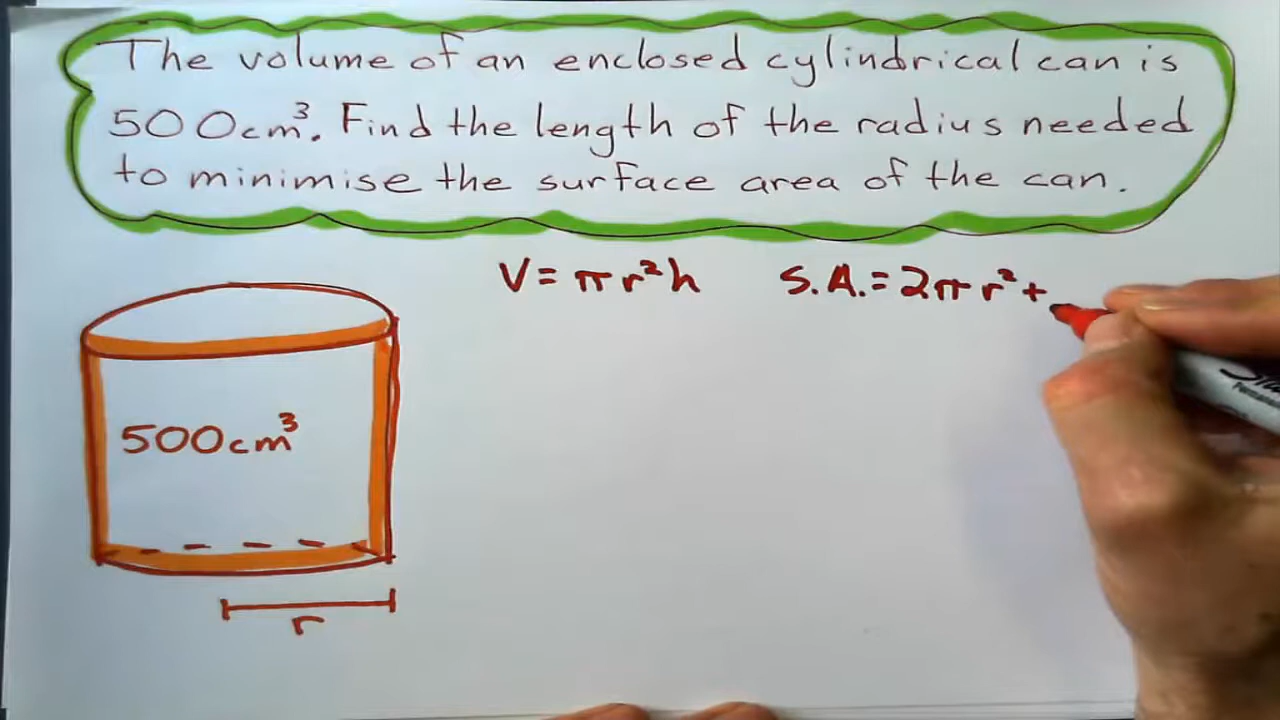 The volume of an enclosed cylindrical can is
500cm³. Find the length of the radius needed
to minimise the surface area of the can.
V = πr²h S.A. = 2πr² +
500cm³
r